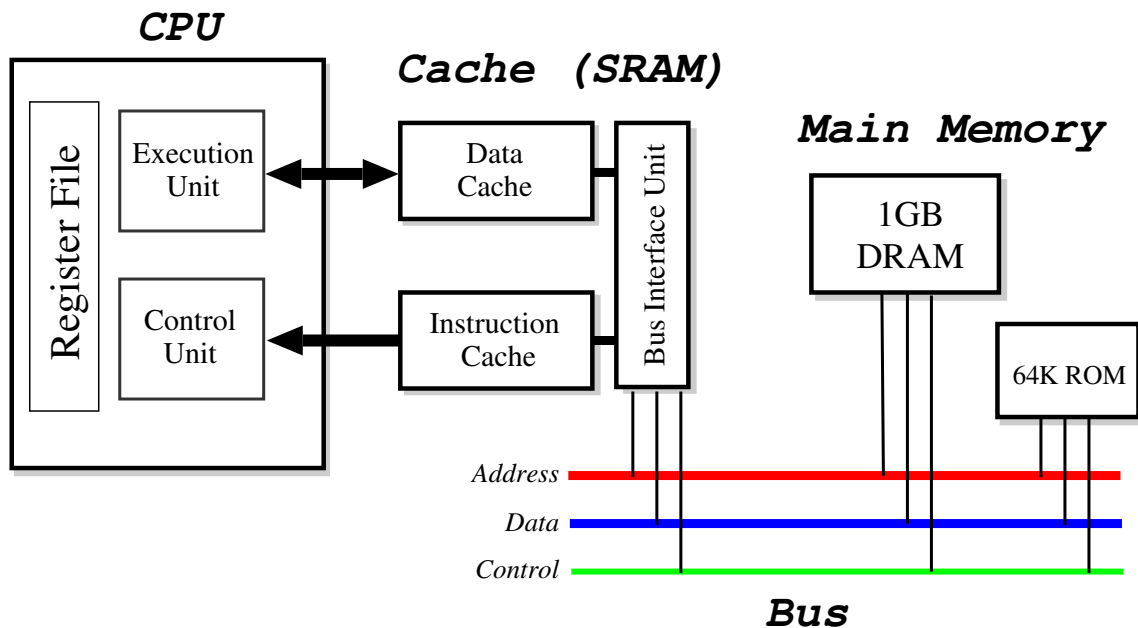 CPU
Cache (SRAM)
Main Memory
Register File
Execution
Unit
Control
Unit
Data
Cache
Instruction
Cache
Bus Interface Unit
1GB
DRAM
64K ROM
Address
Data
Control
Bus